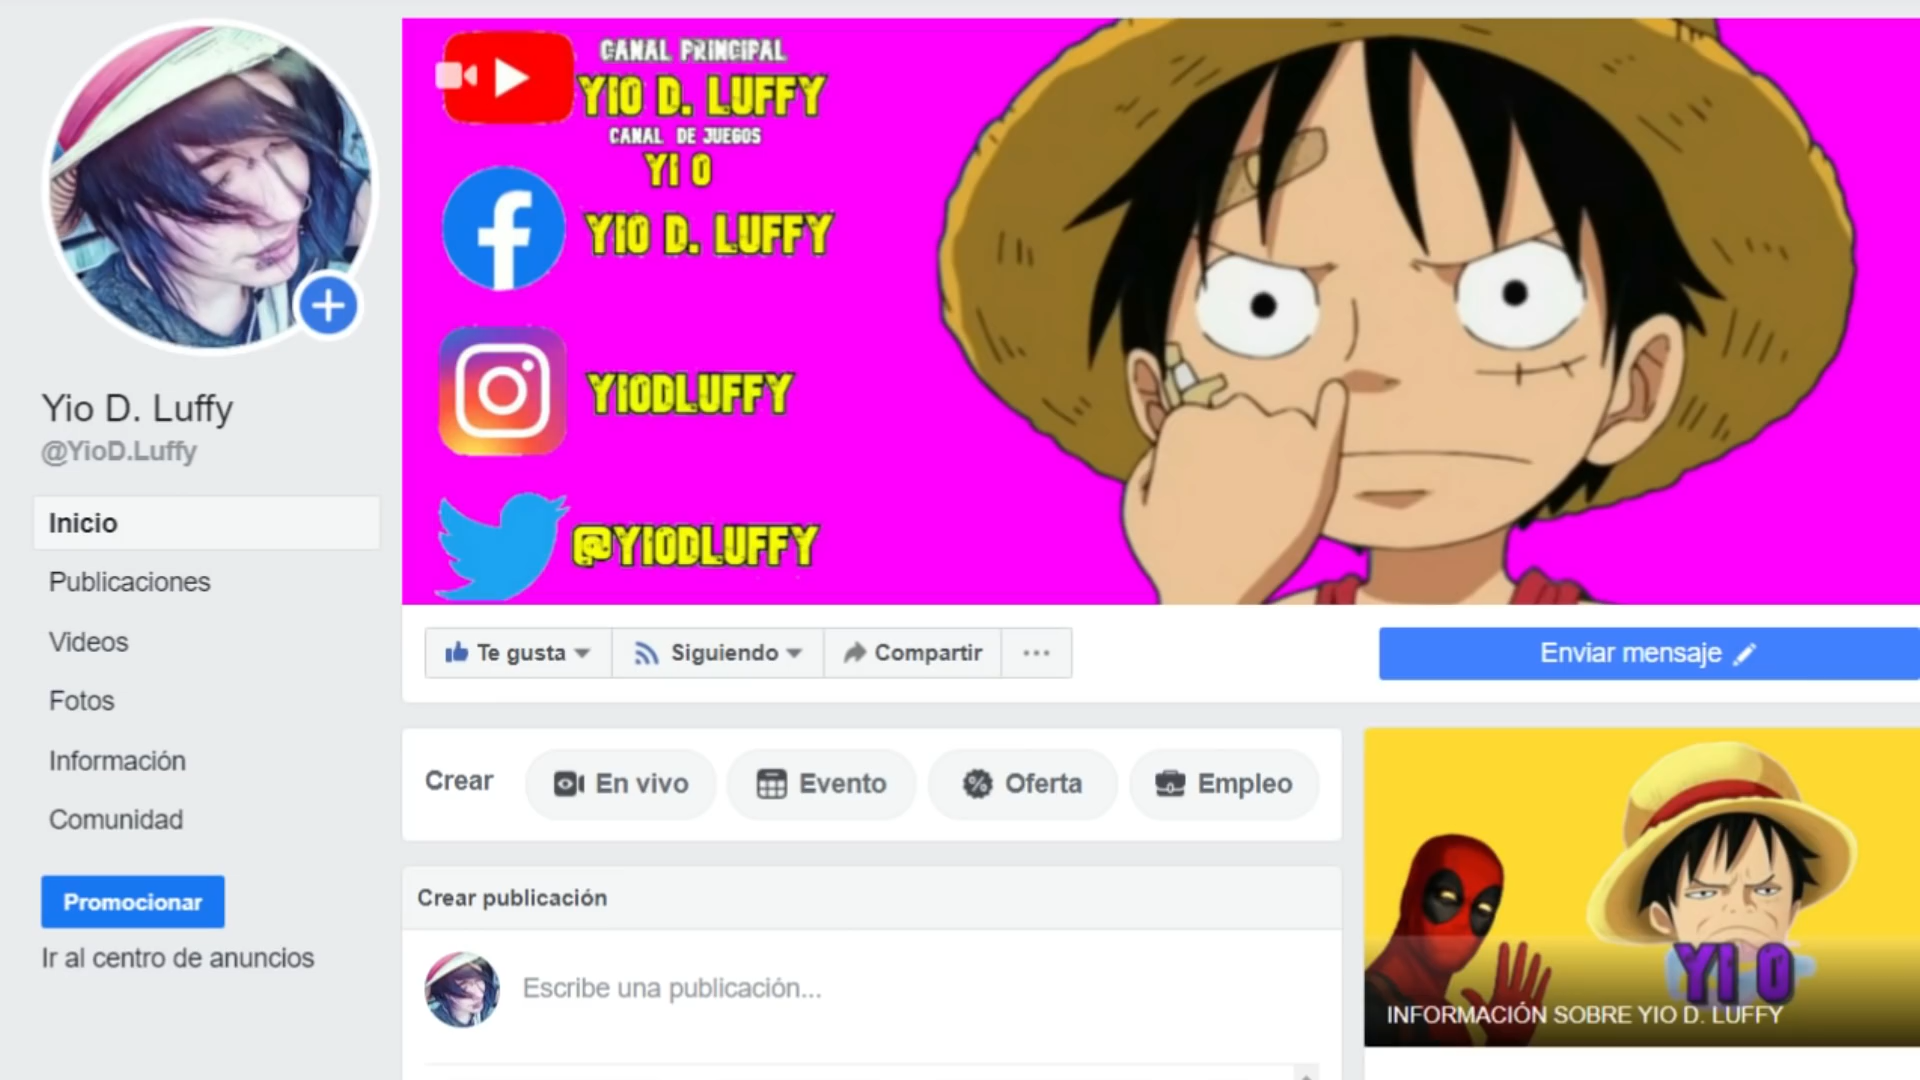 CANAL PRINCIPAL
YIO D. LUFFY
CANAL DE JUEGOS
YI O
YIO D. LUFFY
YIODLUFFY
@YIODLUFFY
Yio D. Luffy
@YioD.Luffy
Inicio
Publicaciones
Videos
Fotos
Información
Comunidad
Promocionar
Ir al centro de anuncios
Te gusta
Siguiendo
Compartir
Enviar mensaje
Crear
En vivo
Evento
Oferta
Empleo
Crear publicación
Escribe una publicación...
YI O
INFORMACIÓN SOBRE YIO D. LUFFY